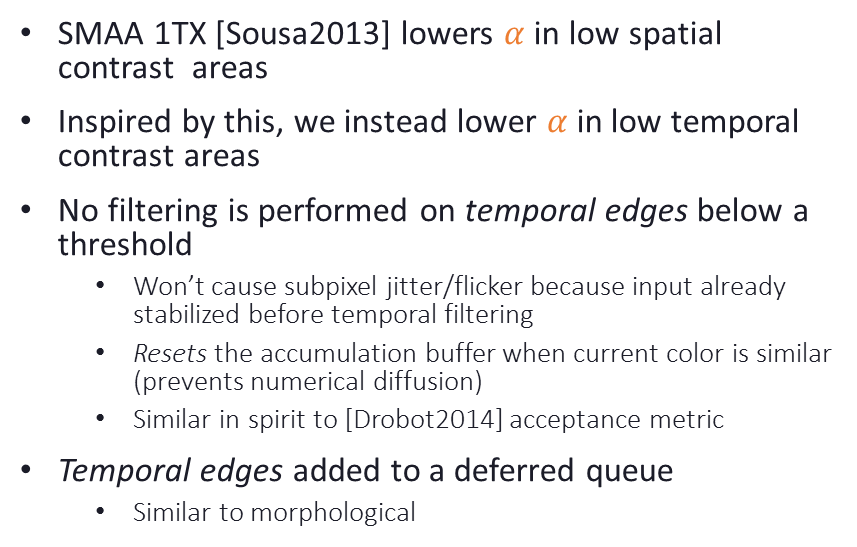 • SMAA 1TX [Sousa2013] lowers α in low spatial
contrast  areas
• Inspired by this, we instead lower α in low temporal
contrast areas
• No filtering is performed on temporal edges below a
threshold
• Won’t cause subpixel jitter/flicker because input already
stabilized before temporal filtering
• Resets the accumulation buffer when current color is similar
(prevents numerical diffusion)
• Similar in spirit to [Drobot2014] acceptance metric
• Temporal edges added to a deferred queue
• Similar to morphological